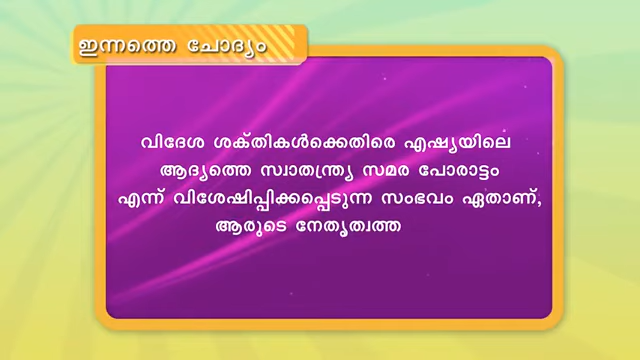 ഇന്നത്തെ ചോദ്യം
വിദേശ ശക്തികൾക്കെതിരെ എഷ്യയിലെ
ആദ്യത്തെ സ്വാതന്ത്ര്യ സമര പോരാട്ടം
എന്ന് വിശേഷിപ്പിക്കപ്പെടുന്ന സംഭവം ഏതാണ്,
ആരുടെ നേതൃത്വത്ത